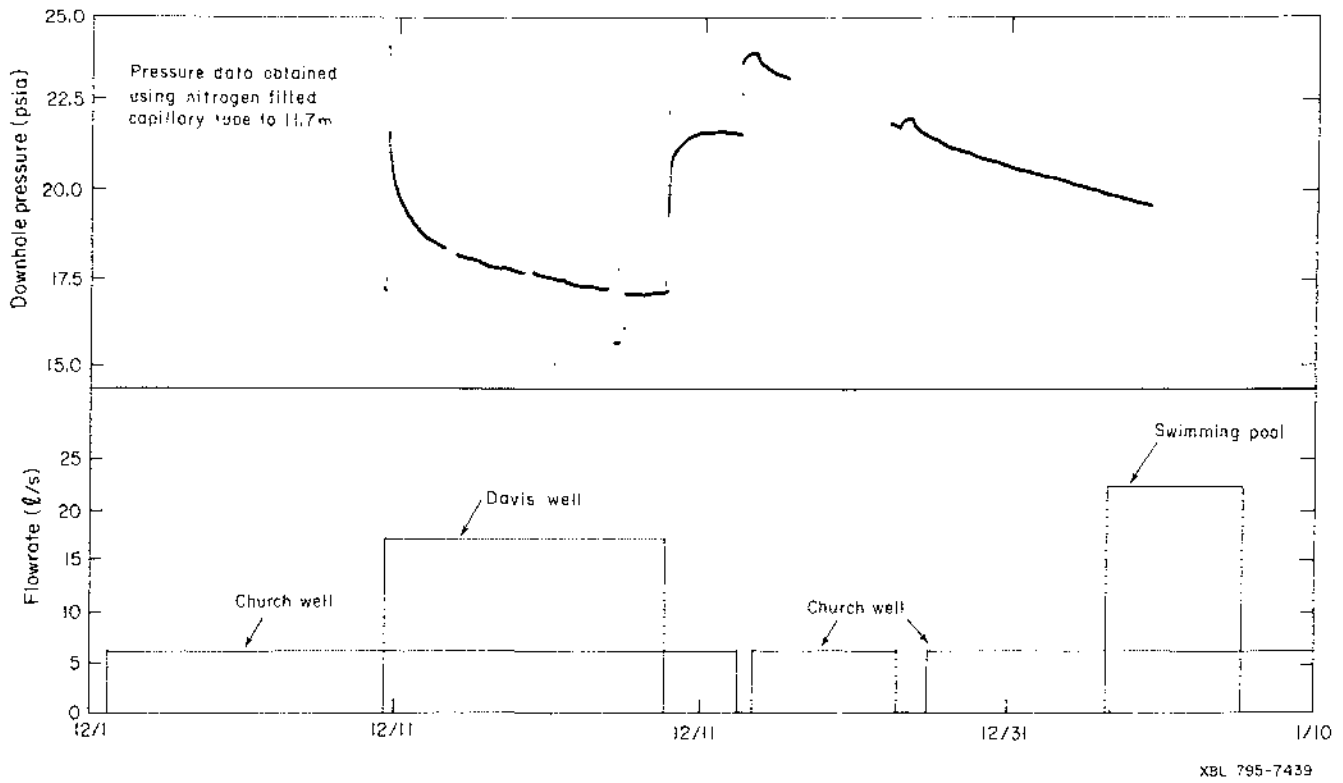 25.0
22.5
20.0
17.5
15.0
Downhole pressure (psia)
Pressure data obtained
using nitrogen filled
capillary tube to 11.7m
25
20
15
10
5
0
Flowrate (ℓ/s)
Church well
Davis well
Church well
Swimming pool
12/1
12/11
12/11
12/31
1/10
XBL 795-7439